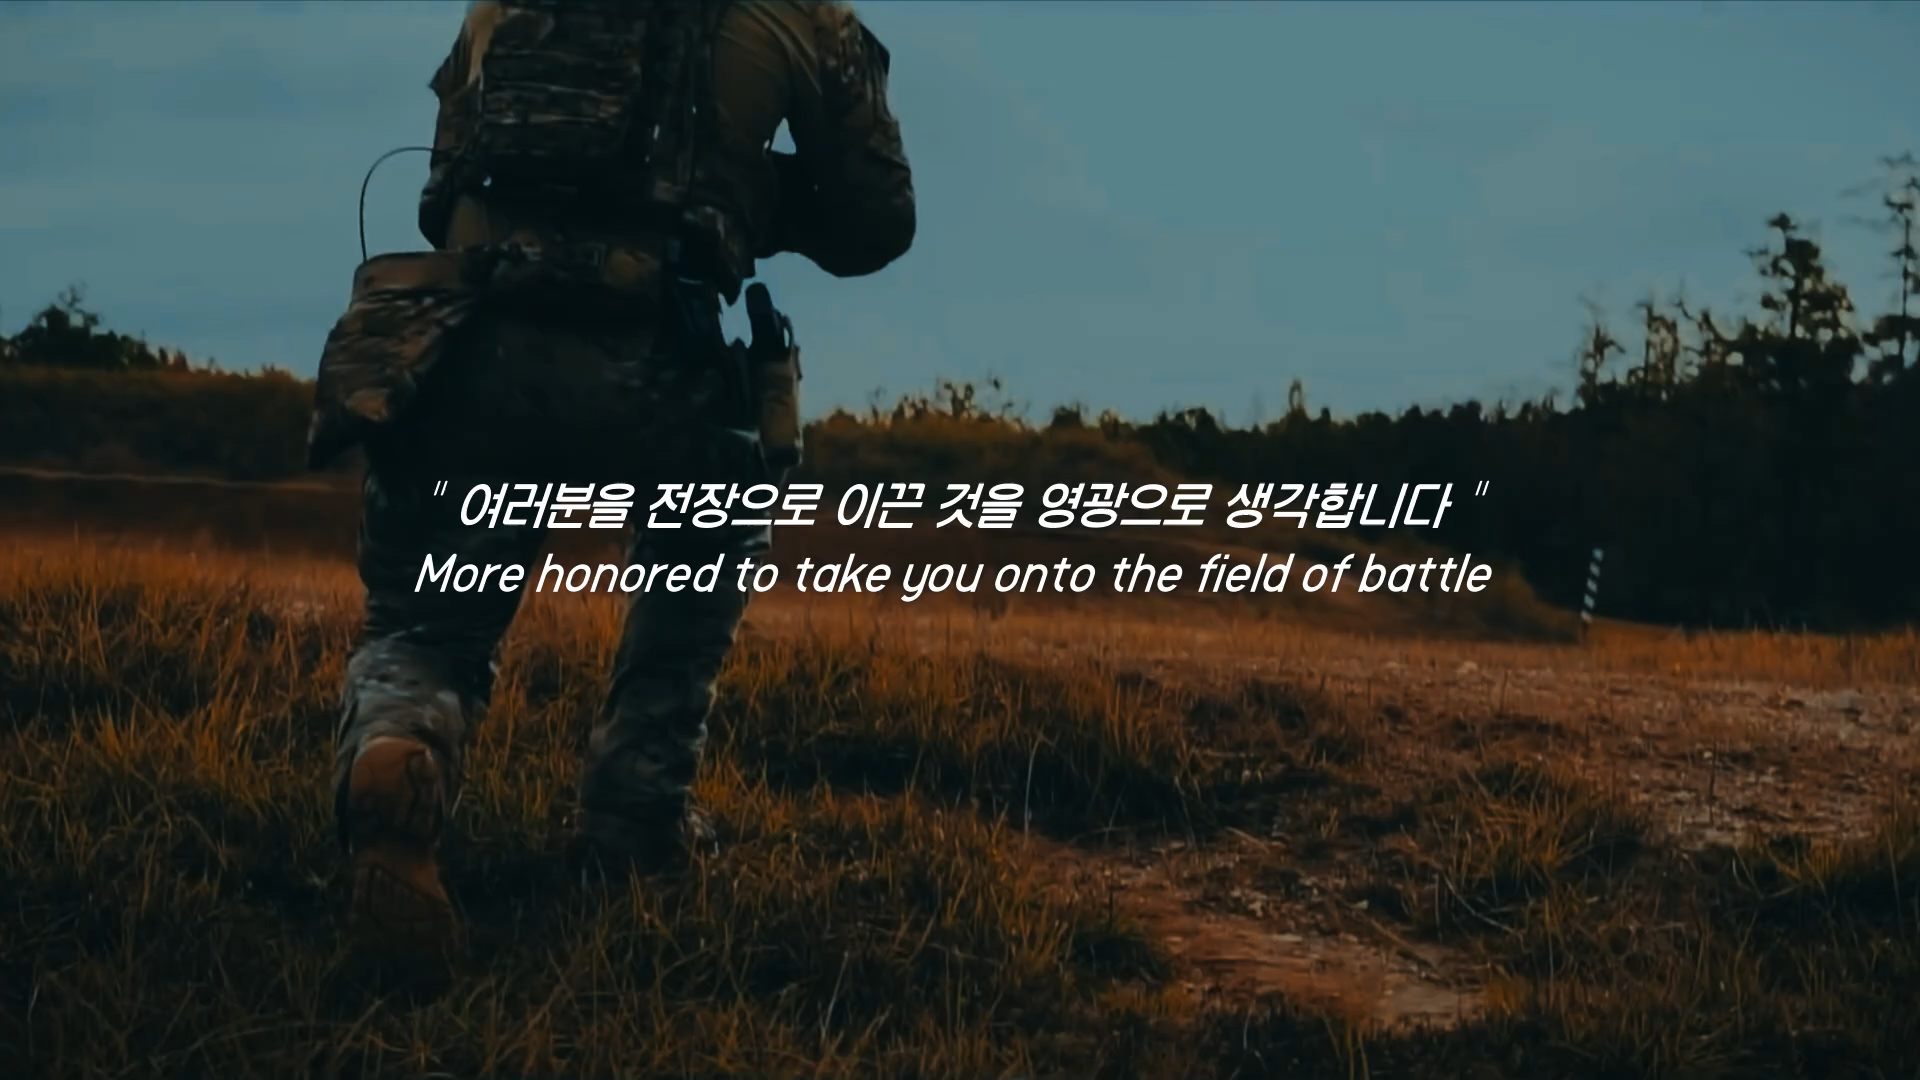 " 여러분을 전장으로 이끈 것을 영광으로 생각합니다 "
More honored to take you onto the field of battle